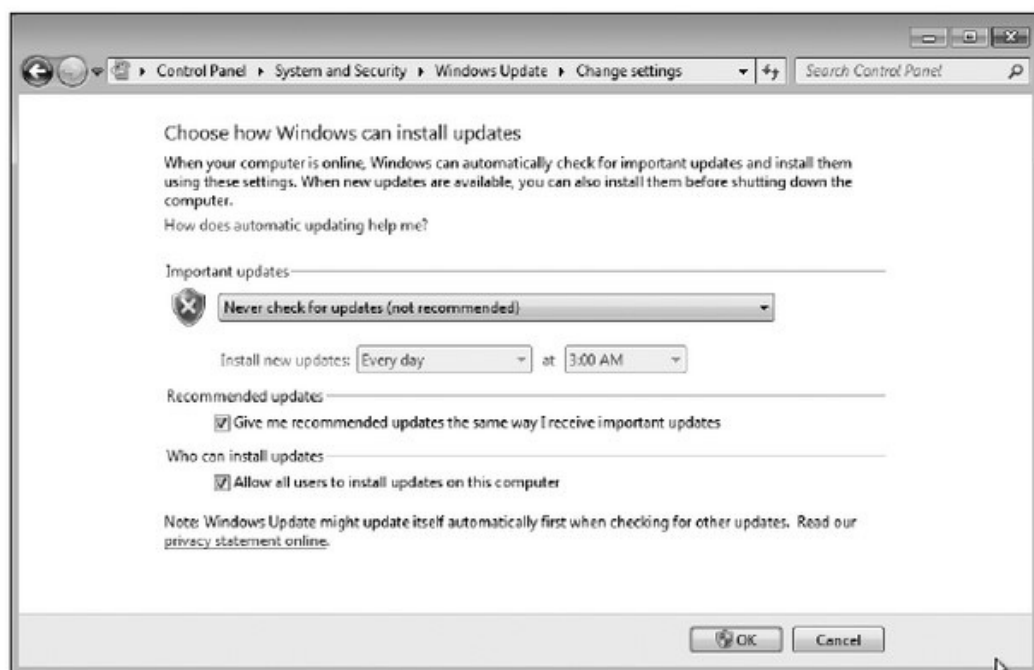 Control Panel ▸ System and Security ▸ Windows Update ▸ Change settings
Search Control Panel
Choose how Windows can install updates
When your computer is online, Windows can automatically check for important updates and install them
using these settings. When new updates are available, you can also install them before shutting down the
computer.
How does automatic updating help me?
Important updates
Never check for updates (not recommended)
Install new updates: Every day at 3:00 AM
Recommended updates
Give me recommended updates the same way I receive important updates
Who can install updates
Allow all users to install updates on this computer
Note: Windows Update might update itself automatically first when checking for other updates. Read our
privacy statement online.
OK Cancel